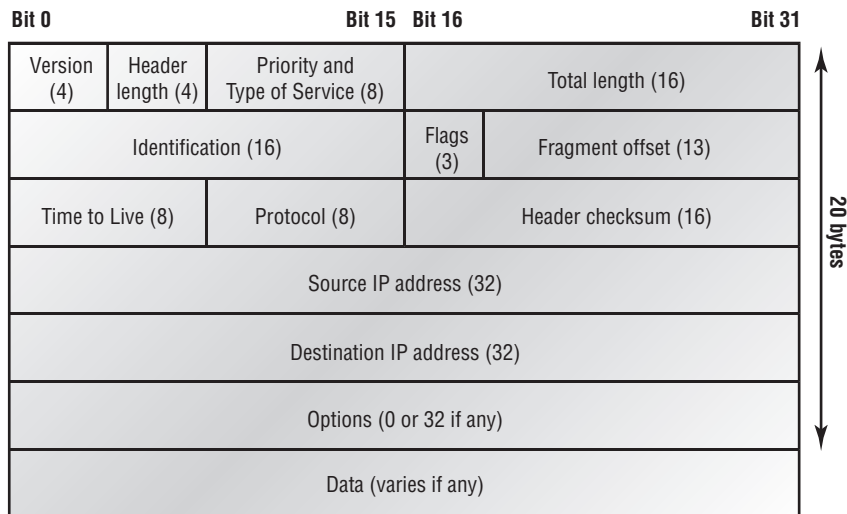 Bit 0 Bit 15 Bit 16 Bit 31
Version
(4)
Header
length (4)
Priority and
Type of Service (8)
Total length (16)
Identification (16)
Flags
(3)
Fragment offset (13)
Time to Live (8)
Protocol (8)
Header checksum (16)
Source IP address (32)
Destination IP address (32)
Options (0 or 32 if any)
Data (varies if any)
20 bytes